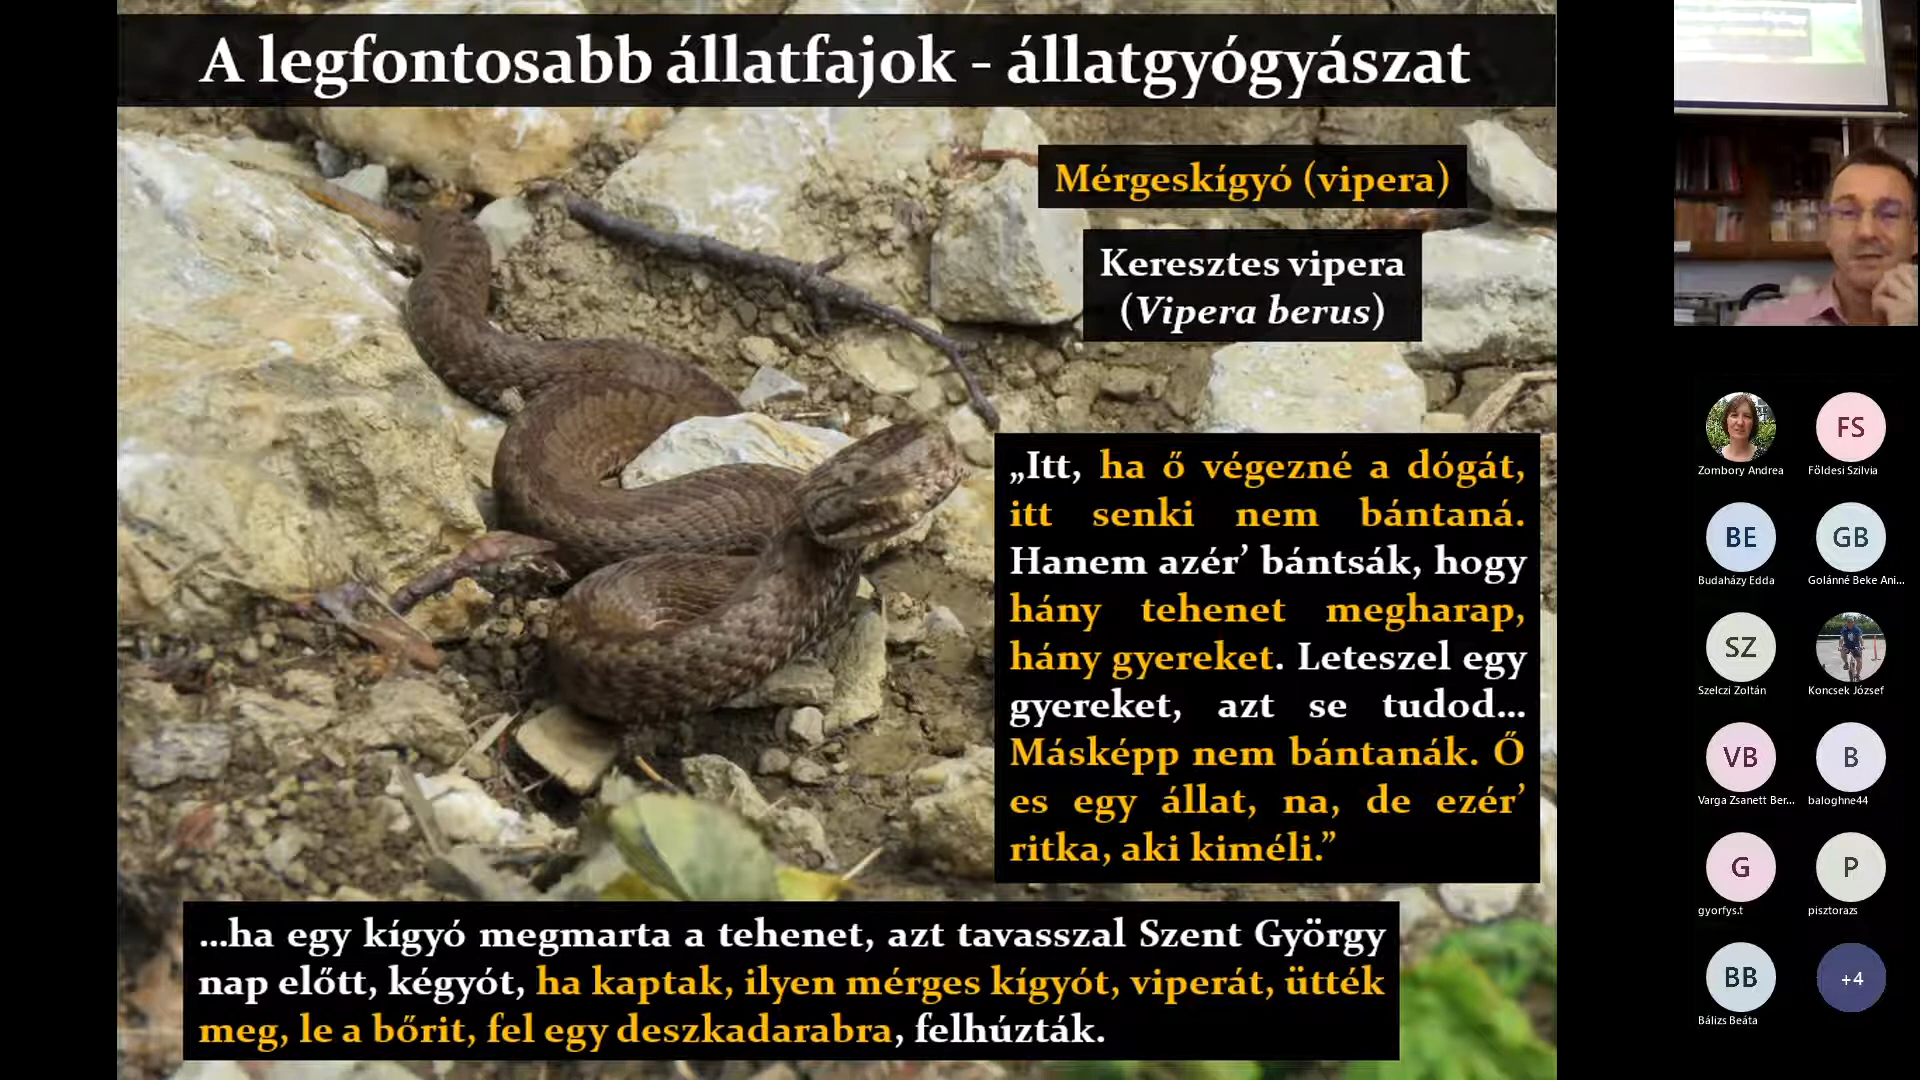 A legfontosabb állatfajok - állatgyógyászat
Mérgeskígyó (vipera)
Keresztes vipera
(Vipera berus)
„Itt, ha ő végezné a dógát,
itt senki nem bántaná.
Hanem azér’ bántsák, hogy
hány tehenet megharap,
hány gyereket. Leteszel egy
gyereket, azt se tudod...
Másképp nem bántanák. Ő
es egy állat, na, de ezér’
ritka, aki kiméli.”
...ha egy kígyó megmarta a tehenet, azt tavasszal Szent György
nap előtt, kégyót, ha kaptak, ilyen mérges kígyót, viperát, ütték
meg, le a bőrit, fel egy deszkadarabra, felhúzták.
Zombory Andrea
FS
Földesi Szilvia
BE
Budaházy Edda
GB
Golánné Beke Ani...
SZ
Szelczi Zoltán
Koncsek József
VB
Varga Zsanett Ber...
B
baloghne44
G
gyorfys.t
P
pisztorazs
BB
Bálizs Beáta
+4